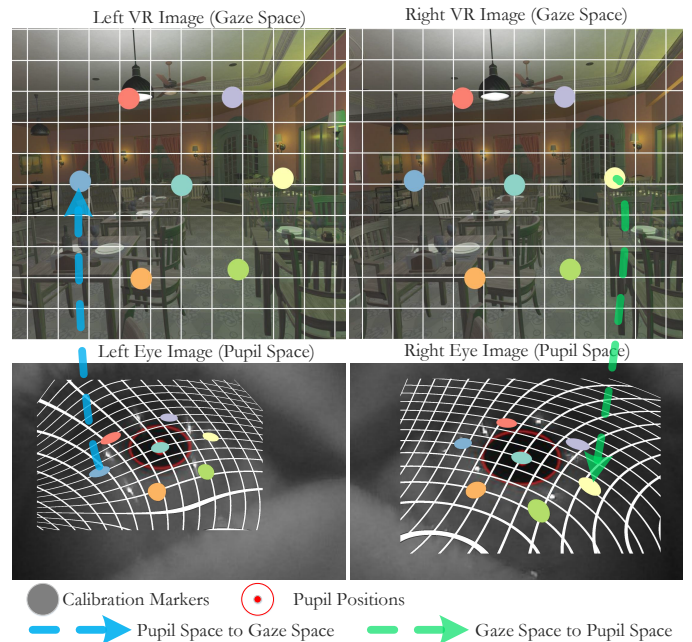 Left VR Image (Gaze Space)
Right VR Image (Gaze Space)
Left Eye Image (Pupil Space)
Right Eye Image (Pupil Space)
Calibration Markers
Pupil Positions
Pupil Space to Gaze Space
Gaze Space to Pupil Space